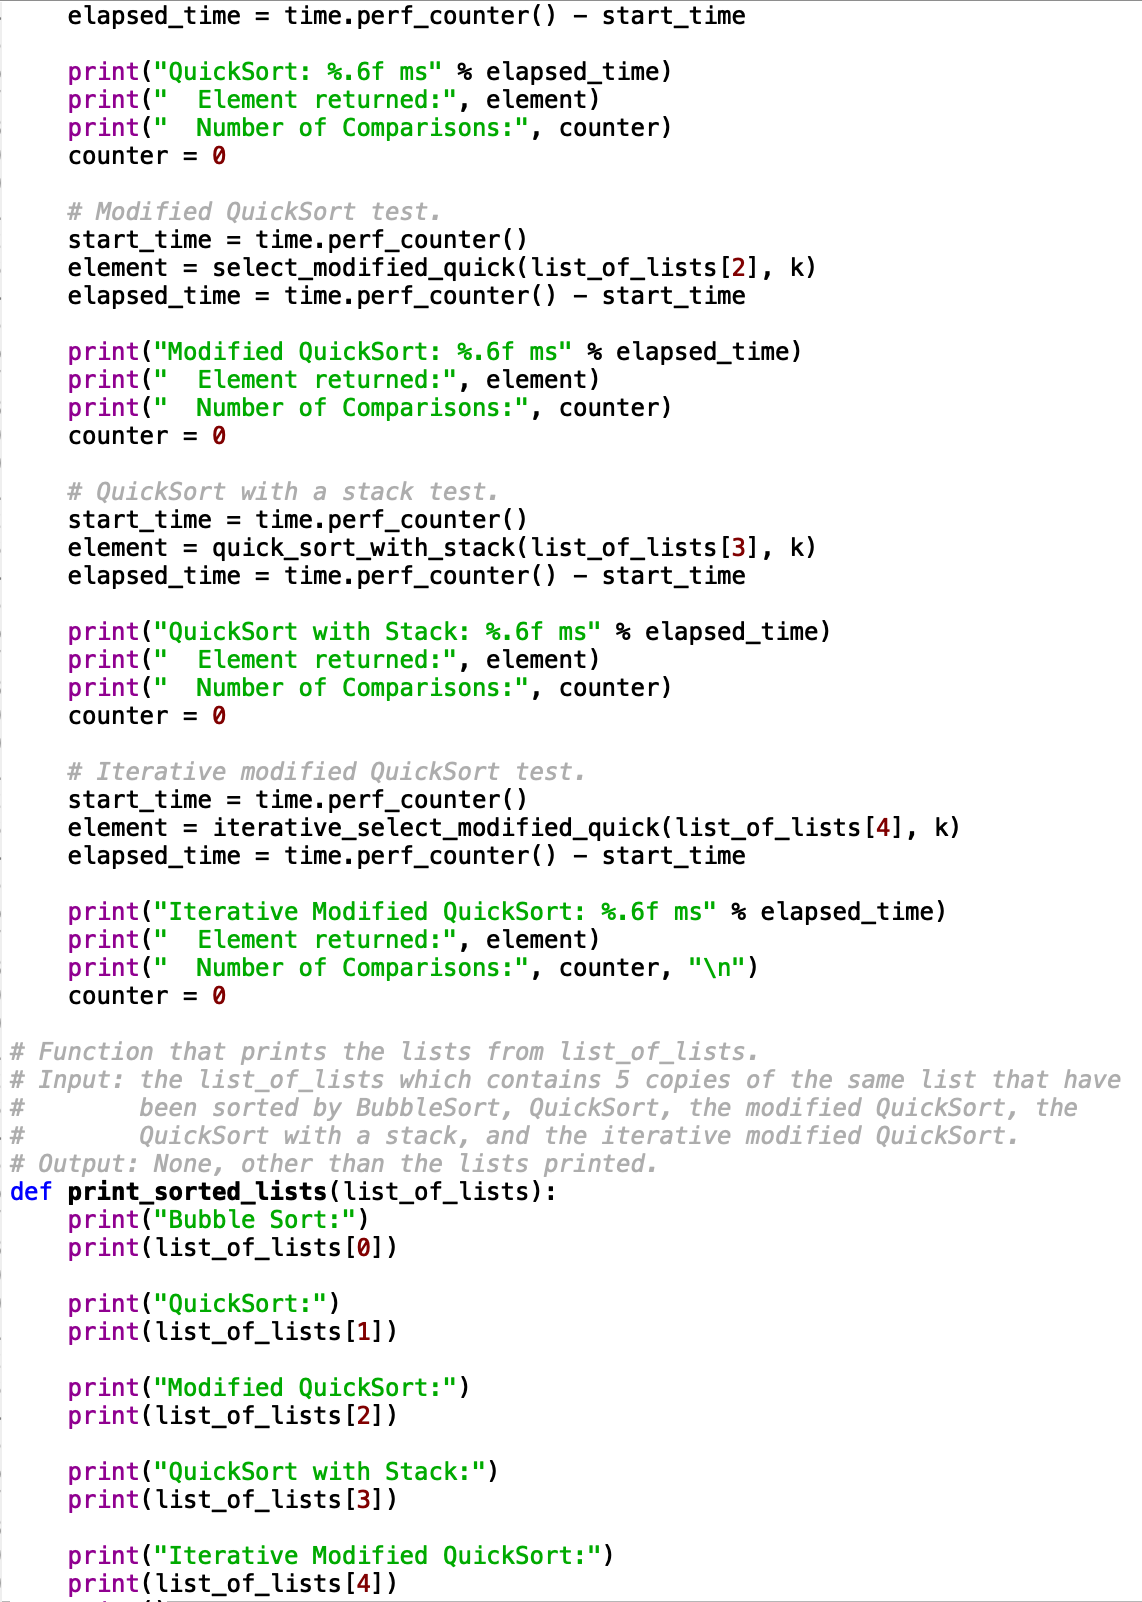 elapsed_time = time.perf_counter() - start_time

    print("QuickSort: %.6f ms" % elapsed_time)
    print("  Element returned:", element)
    print("  Number of Comparisons:", counter)
    counter = 0

    # Modified QuickSort test.
    start_time = time.perf_counter()
    element = select_modified_quick(list_of_lists[2], k)
    elapsed_time = time.perf_counter() - start_time

    print("Modified QuickSort: %.6f ms" % elapsed_time)
    print("  Element returned:", element)
    print("  Number of Comparisons:", counter)
    counter = 0

    # QuickSort with a stack test.
    start_time = time.perf_counter()
    element = quick_sort_with_stack(list_of_lists[3], k)
    elapsed_time = time.perf_counter() - start_time

    print("QuickSort with Stack: %.6f ms" % elapsed_time)
    print("  Element returned:", element)
    print("  Number of Comparisons:", counter)
    counter = 0

    # Iterative modified QuickSort test.
    start_time = time.perf_counter()
    element = iterative_select_modified_quick(list_of_lists[4], k)
    elapsed_time = time.perf_counter() - start_time

    print("Iterative Modified QuickSort: %.6f ms" % elapsed_time)
    print("  Element returned:", element)
    print("  Number of Comparisons:", counter, "\n")
    counter = 0

# Function that prints the lists from list_of_lists.
# Input: the list_of_lists which contains 5 copies of the same list that have
#        been sorted by BubbleSort, QuickSort, the modified QuickSort, the
#        QuickSort with a stack, and the iterative modified QuickSort.
# Output: None, other than the lists printed.
def print_sorted_lists(list_of_lists):
    print("Bubble Sort:")
    print(list_of_lists[0])

    print("QuickSort:")
    print(list_of_lists[1])

    print("Modified QuickSort:")
    print(list_of_lists[2])

    print("QuickSort with Stack:")
    print(list_of_lists[3])

    print("Iterative Modified QuickSort:")
    print(list_of_lists[4])